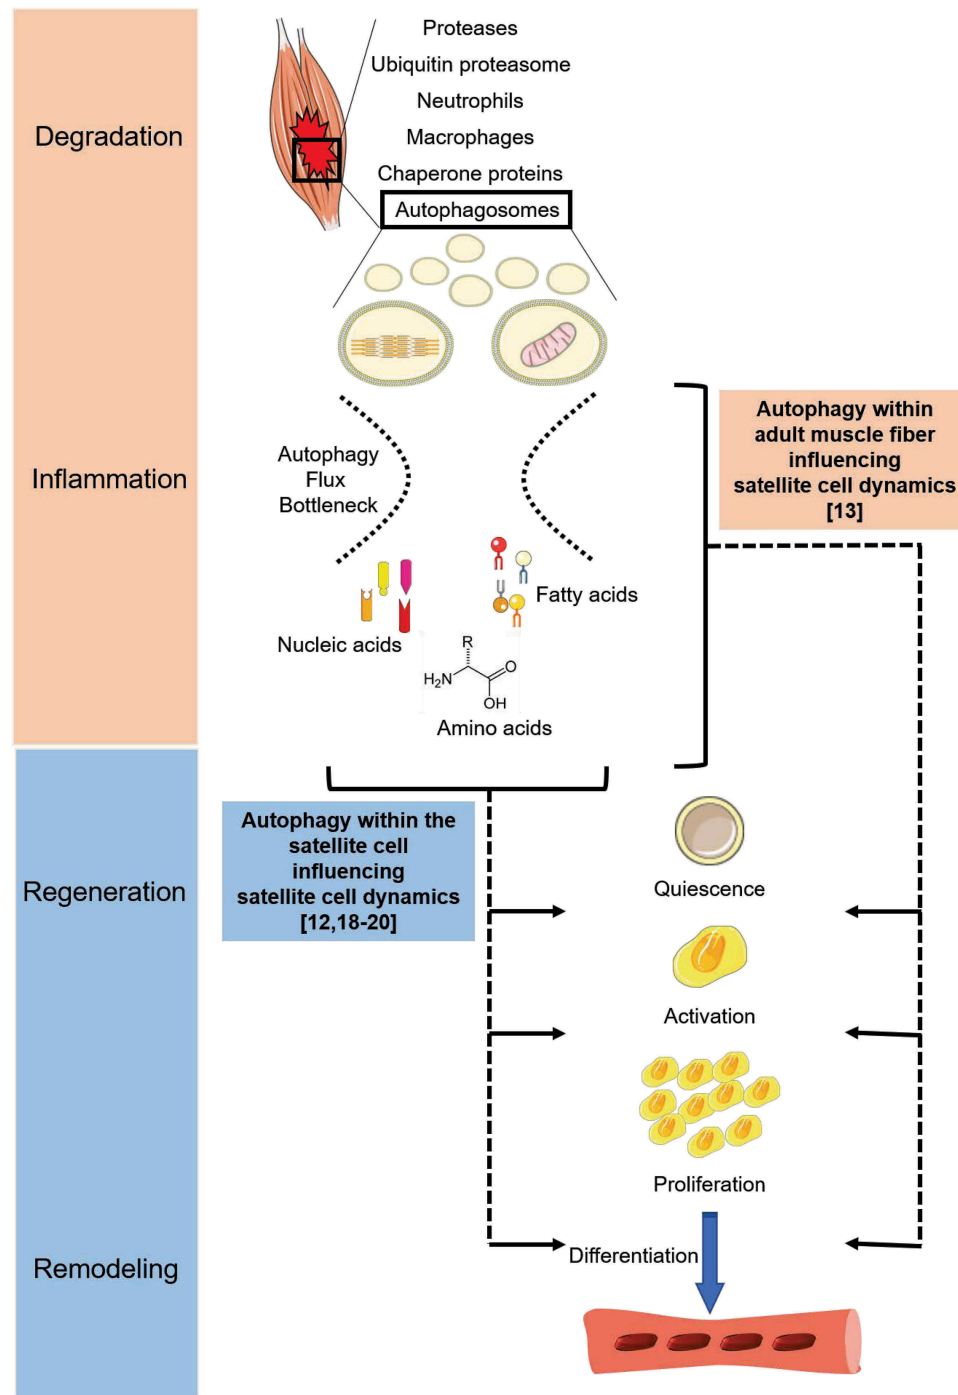 Degradation
Proteases
Ubiquitin proteasome
Neutrophils
Macrophages
Chaperone proteins
Autophagosomes
Inflammation
Autophagy
Flux
Bottleneck
Autophagy within
adult muscle fiber
influencing
satellite cell dynamics
[13]
Nucleic acids
Fatty acids
R
H₂N
O
OH
Amino acids
Regeneration
Autophagy within the
satellite cell
influencing
satellite cell dynamics
[12,18-20]
Quiescence
Activation
Proliferation
Remodeling
Differentiation